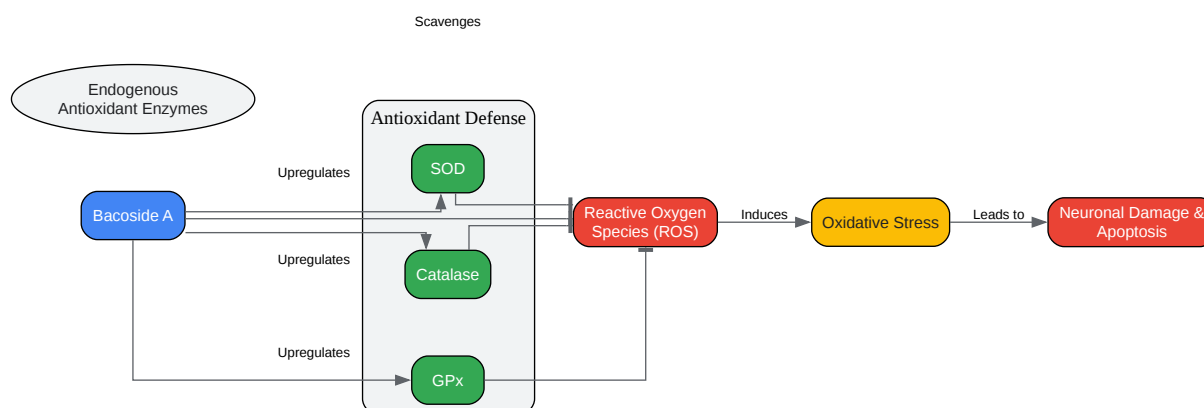 Scavenges
Endogenous
Antioxidant Enzymes
Antioxidant Defense
SOD
Upregulates
Bacoside A
Reactive Oxygen
Species (ROS)
Induces
Oxidative Stress
Leads to
Neuronal Damage &
Apoptosis
Upregulates
Catalase
Upregulates
GPx